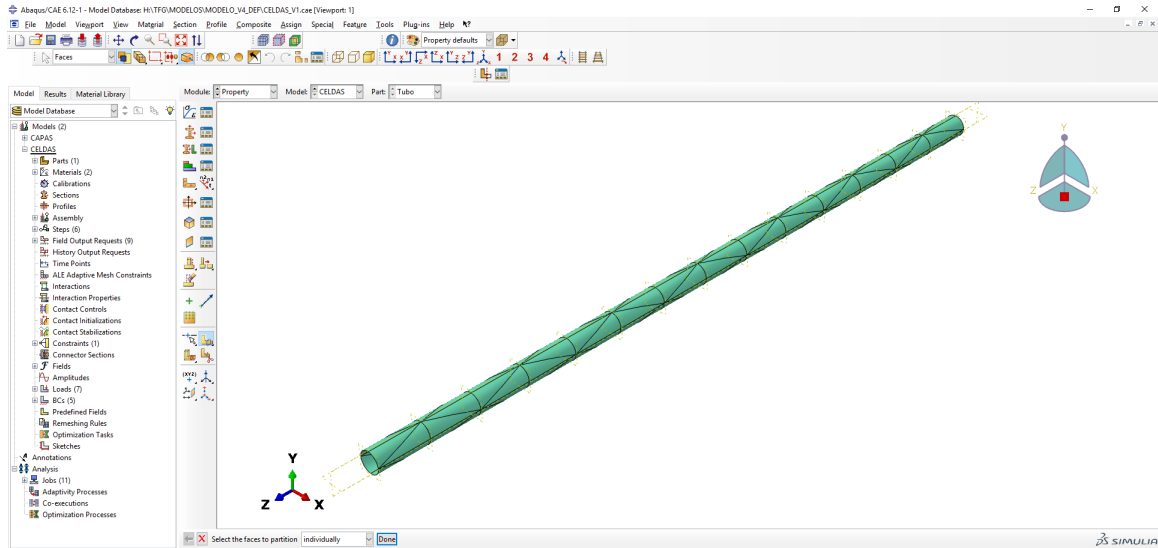 Abaqus/CAE 6.12-1 - Model Database: H:\TFG\MODELOS\MODELO_V4_DEF\CELDAS_V1.cae [Viewport: 1]
File Model Viewport View Material Section Profile Composite Assign Special Feature Tools Plug-ins Help
Property defaults
Faces
1 2 3 4
Model Results Material Library
Module: Property Model: CELDAS Part: Tubo
Model Database
Models (2)
CAPAS
CELDAS
Parts (1)
Materials (2)
Calibrations
Sections
Profiles
Assembly
Steps (6)
Field Output Requests (9)
History Output Requests
Time Points
ALE Adaptive Mesh Constraints
Interactions
Interaction Properties
Contact Controls
Contact Initializations
Contact Stabilizations
Constraints (1)
Connector Sections
Fields
Amplitudes
Loads (7)
BCs (5)
Predefined Fields
Remeshing Rules
Optimization Tasks
Sketches
Annotations
Analysis
Jobs (11)
Adaptivity Processes
Co-executions
Optimization Processes
Y
Z
X
Y
Z
X
Select the faces to partition individually Done
SIMULIA